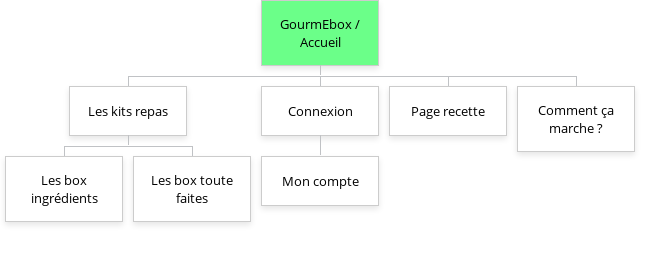 GourmEbox /
Accueil
Les kits repas
Connexion
Page recette
Comment ça
marche ?
Les box
ingrédients
Les box toute
faites
Mon compte